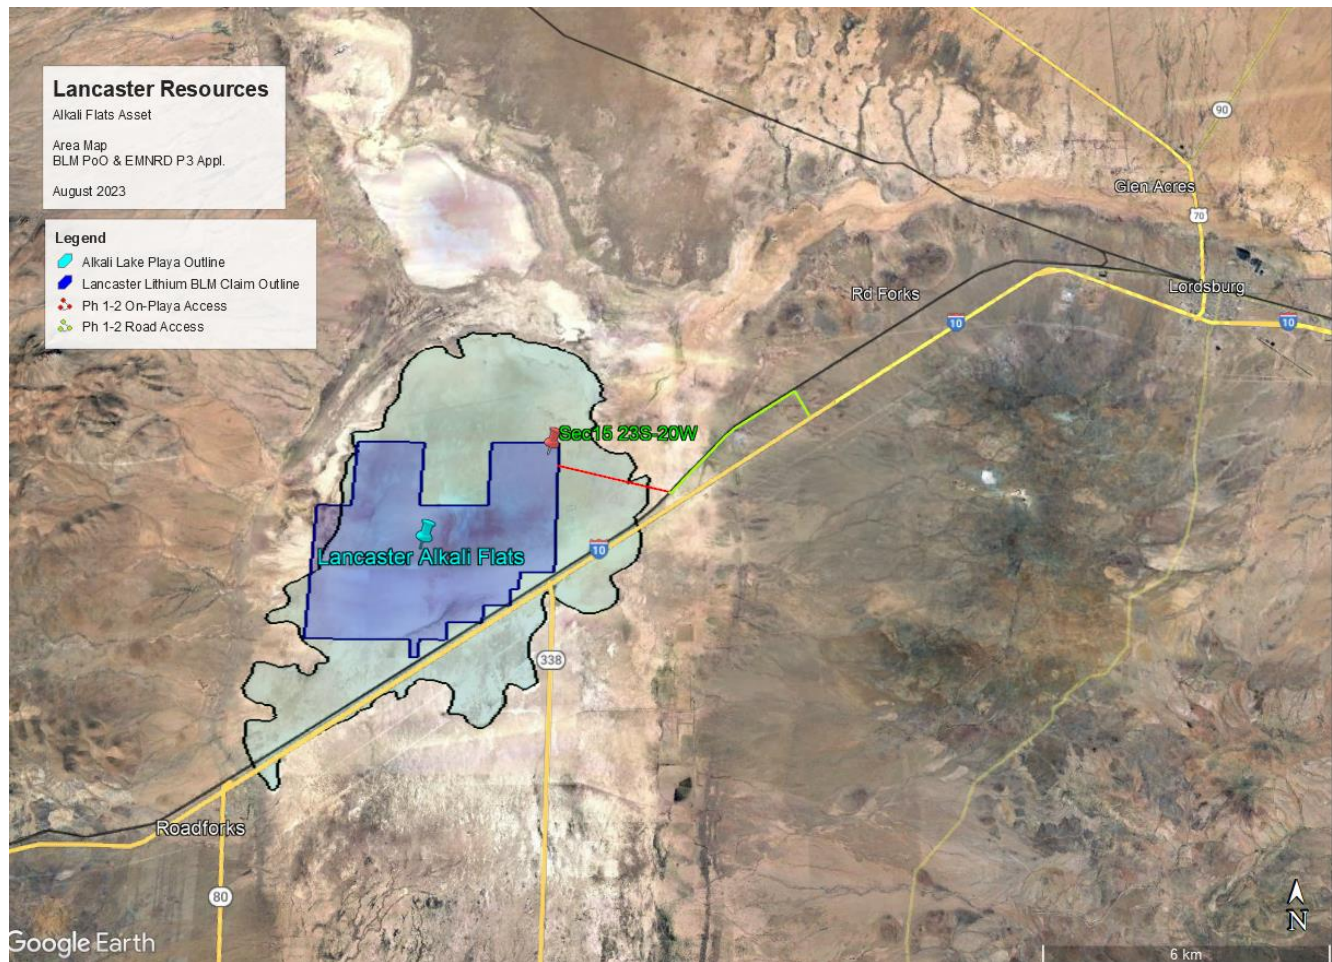 Lancaster Resources
Alkali Flats Asset
Area Map
BLM PoO & EMNRD P3 Appl.
August 2023
Legend
Alkali Lake Playa Outline
Lancaster Lithium BLM Claim Outline
Ph 1-2 On-Playa Access
Ph 1-2 Road Access
90
Glen Acres
70
Lordsburg
Rd Forks
10
10
Sec15 23S-20W
Lancaster Alkali Flats
10
338
Roadforks
80
N
Google Earth
6 km